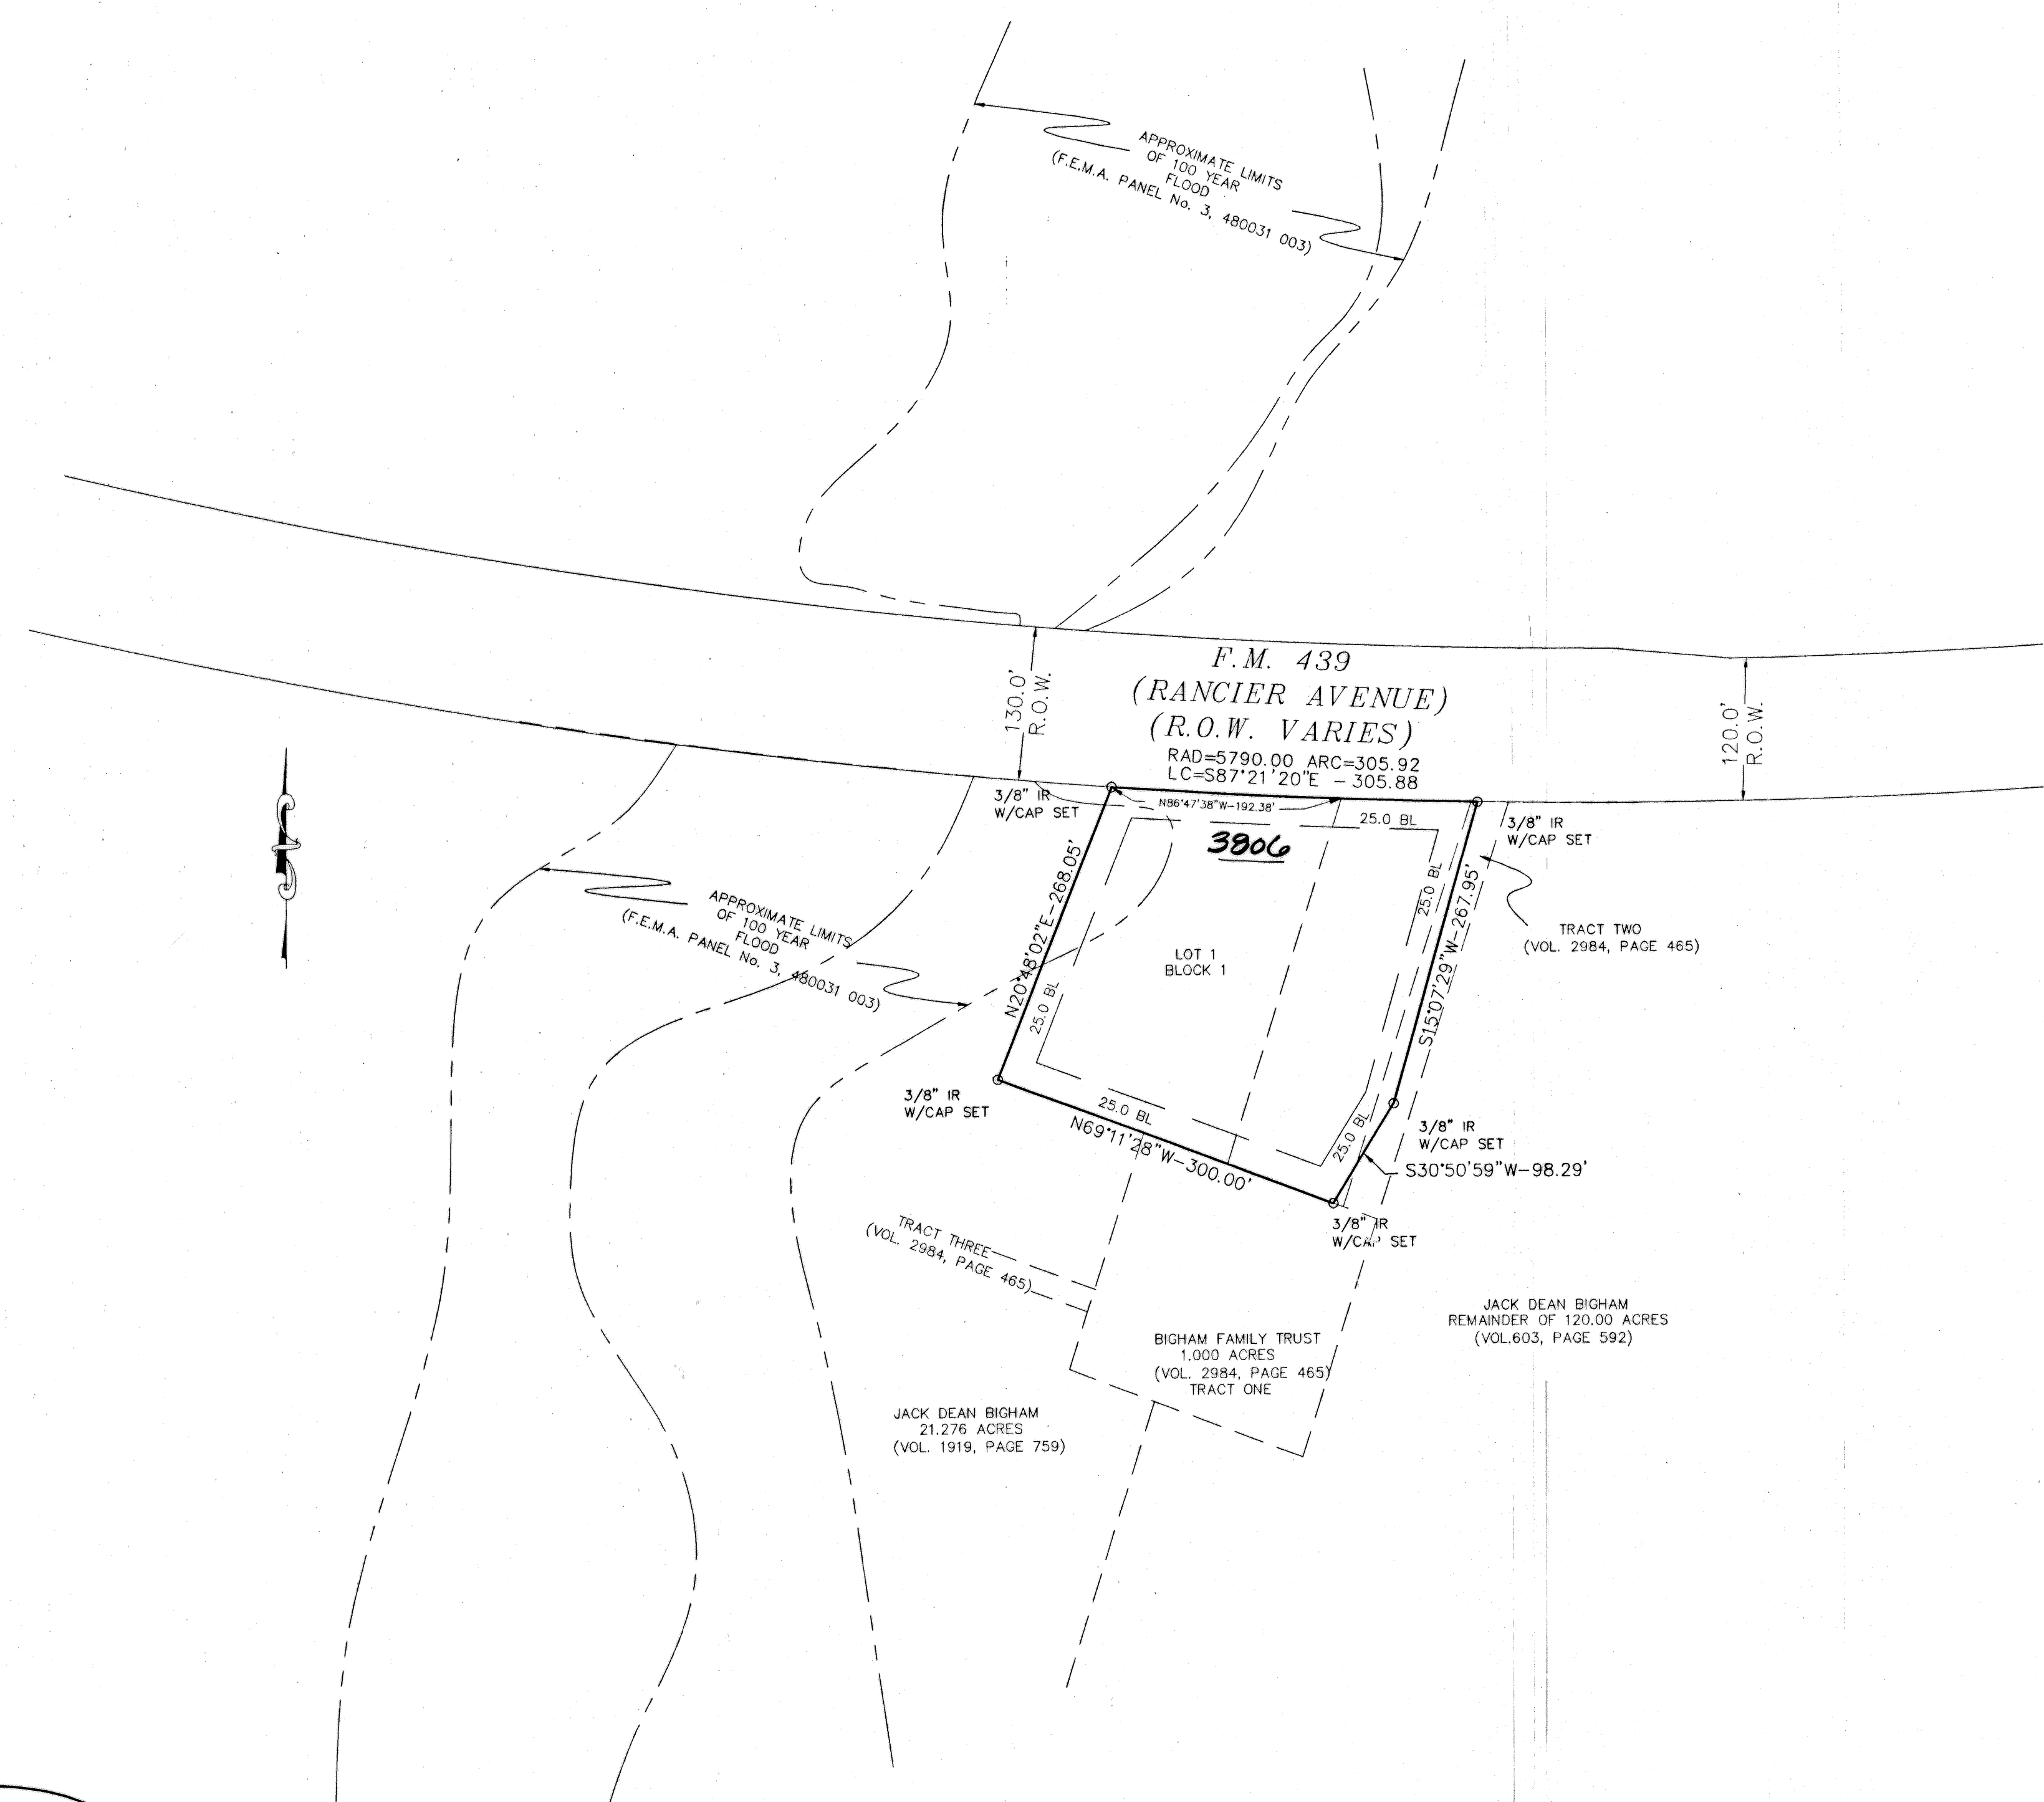 APPROXIMATE LIMITS
OF 100 YEAR
FLOOD
(F.E.M.A. PANEL No. 3, 480031 003)
F.M. 439
(RANCIER AVENUE)
(R.O.W. VARIES)
RAD=5790.00 ARC=305.92
LC=S87°21'20"E - 305.88
130.0'
R.O.W.
120.0'
R.O.W.
3/8" IR
W/CAP SET
N86°47'38"W-192.38'
25.0 BL
3806
3/8" IR
W/CAP SET
N20°48'02"E-268.05'
25.0 BL
25.0 BL
S15°07'29"W-267.95'
TRACT TWO
(VOL. 2984, PAGE 465)
LOT 1
BLOCK 1
APPROXIMATE LIMITS
OF 100 YEAR
FLOOD
(F.E.M.A. PANEL No. 3, 480031 003)
3/8" IR
W/CAP SET
25.0 BL
N69°11'28"W-300.00'
25.0 BL
3/8" IR
W/CAP SET
S30°50'59"W-98.29'
3/8" IR
W/CAP SET
TRACT THREE
(VOL. 2984, PAGE 465)
BIGHAM FAMILY TRUST
1.000 ACRES
(VOL. 2984, PAGE 465)
TRACT ONE
JACK DEAN BIGHAM
REMAINDER OF 120.00 ACRES
(VOL.603, PAGE 592)
JACK DEAN BIGHAM
21.276 ACRES
(VOL. 1919, PAGE 759)